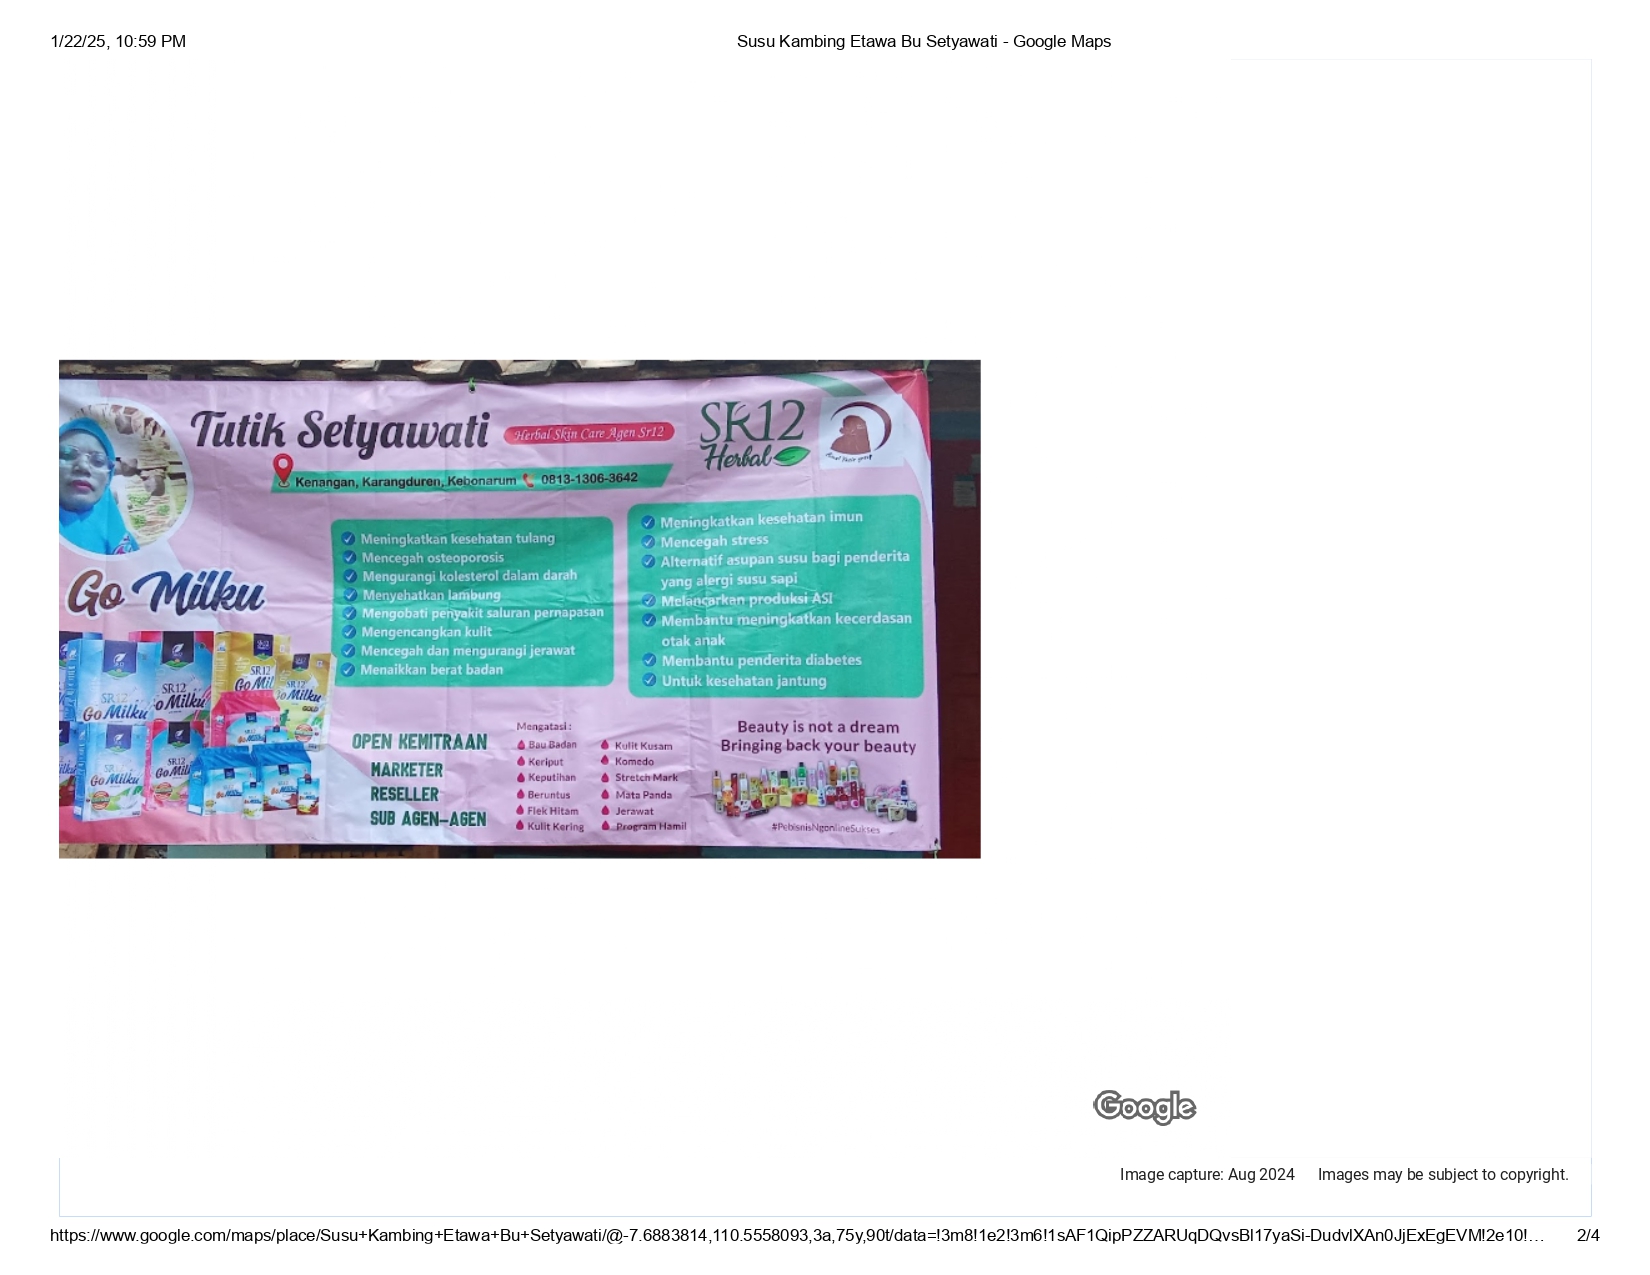 1/22/25, 10:59 PM
Susu Kambing Etawa Bu Setyawati - Google Maps
Tutik Setyawati
Herbal Skin Care Agen Sr12
SR12
Herbal
Kenangan, Karangduren, Kebonarum 0813-1306-3642
Go Milku
Meningkatkan kesehatan tulang
Mencegah osteoporosis
Mengurangi kolesterol dalam darah
Menyehatkan lambung
Mengobati penyakit saluran pernapasan
Mengencangkan kulit
Mencegah dan mengurangi jerawat
Menaikkan berat badan
Meningkatkan kesehatan imun
Mencegah stress
Alternatif asupan susu bagi penderita
yang alergi susu sapi
Melancarkan produksi ASI
Membantu meningkatkan kecerdasan
otak anak
Membantu penderita diabetes
Untuk kesehatan jantung
SR12
Go Milku
SR12
Go Milku
OPEN KEMITRAAN
MARKETER
RESELLER
SUB AGEN-AGEN
Mengatasi :
Bau Badan
Keriput
Keputihan
Beruntus
Flek Hitam
Kulit Kering
Kulit Kusam
Komedo
Stretch Mark
Mata Panda
Jerawat
Program Hamil
Beauty is not a dream
Bringing back your beauty
#PebisnisNgonlineSukses
Google
Image capture: Aug 2024 Images may be subject to copyright.
https://www.google.com/maps/place/Susu+Kambing+Etawa+Bu+Setyawati/@-7.6883814,110.5558093,3a,75y,90t/data=!3m8!1e2!3m6!1sAF1QipPZZARUqDQvsBl17yaSi-DudvlXAn0JjExEgEVM!2e10!…
2/4